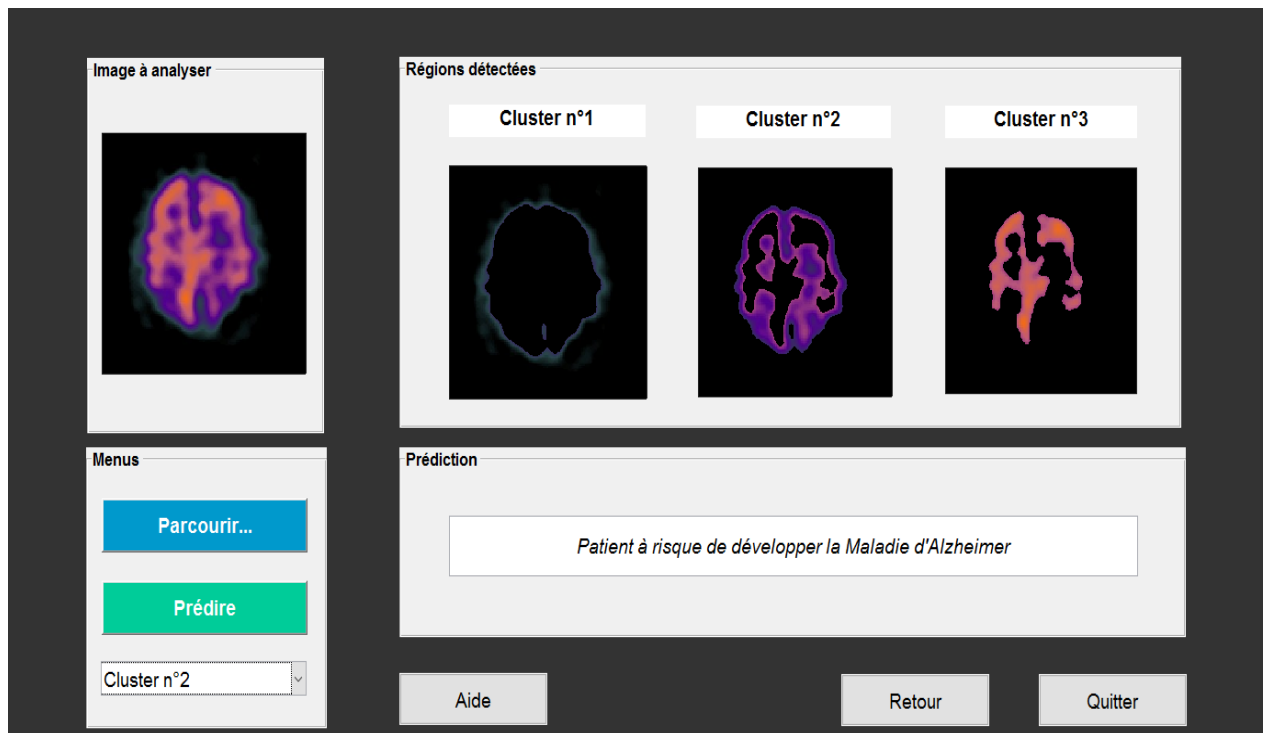 Image à analyser
Régions détectées
Cluster n°1
Cluster n°2
Cluster n°3
Menus
Parcourir...
Prédire
Cluster n°2
Prédiction
Patient à risque de développer la Maladie d'Alzheimer
Aide
Retour
Quitter